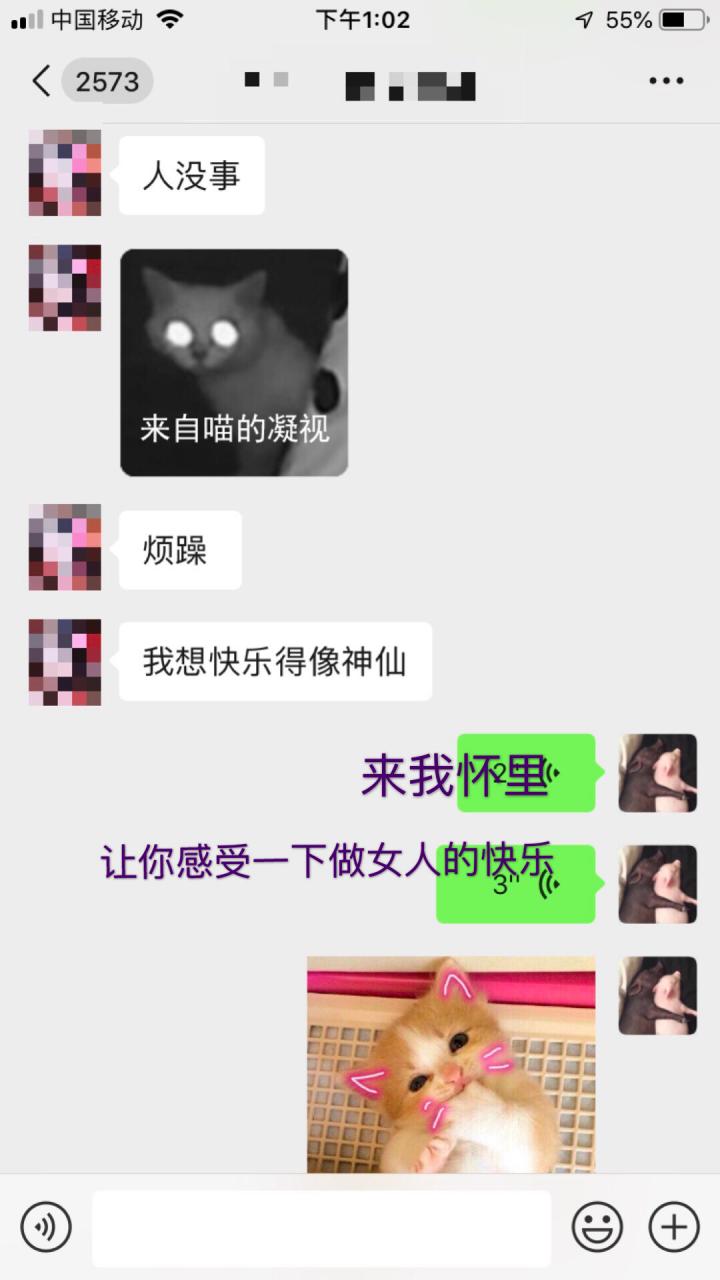 中国移动
下午1:02
55%
2573
人没事
来自喵的凝视
烦躁
我想快乐得像神仙
来我怀里
2"
让你感受一下做女人的快乐
3"